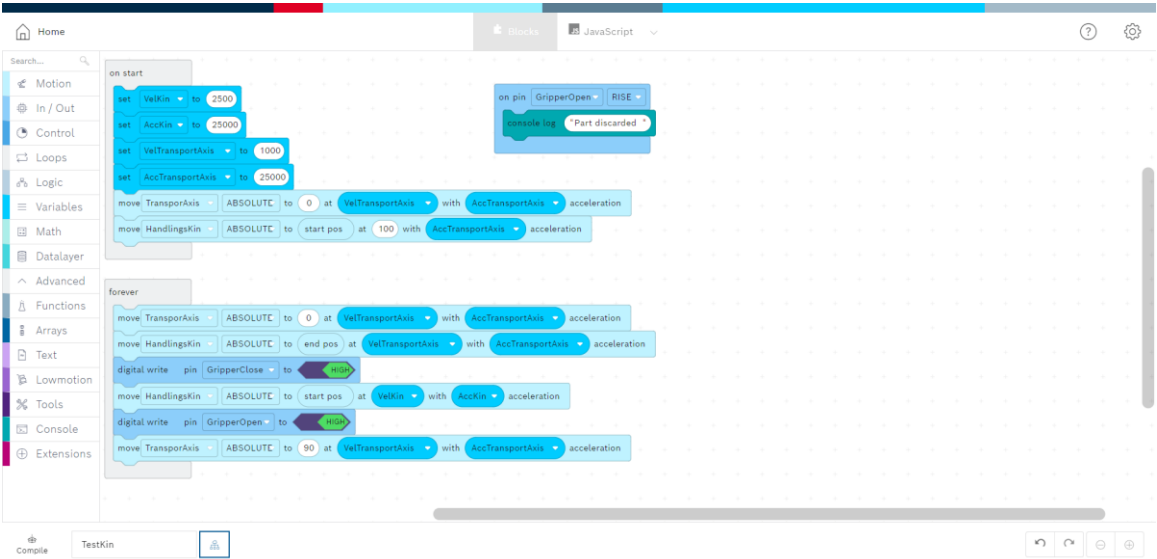 Home
Blocks
JavaScript
Search...
Motion
In / Out
Control
Loops
Logic
Variables
Math
Datalayer
Advanced
Functions
Arrays
Text
Lowmotion
Tools
Console
Extensions
on start
set VelKin to 2500
set AccKin to 25000
set VelTransportAxis to 1000
set AccTransportAxis to 25000
move TransporAxis ABSOLUTE to 0 at VelTransportAxis with AccTransportAxis acceleration
move HandlingsKin ABSOLUTE to start pos at 100 with AccTransportAxis acceleration
on pin GripperOpen RISE
console log "Part discarded "
forever
move TransporAxis ABSOLUTE to 0 at VelTransportAxis with AccTransportAxis acceleration
move HandlingsKin ABSOLUTE to end pos at VelTransportAxis with AccTransportAxis acceleration
digital write pin GripperClose to HIGH
move HandlingsKin ABSOLUTE to start pos at VelKin with AccKin acceleration
digital write pin GripperOpen to HIGH
move TransporAxis ABSOLUTE to 90 at VelTransportAxis with AccTransportAxis acceleration
Compile
TestKin